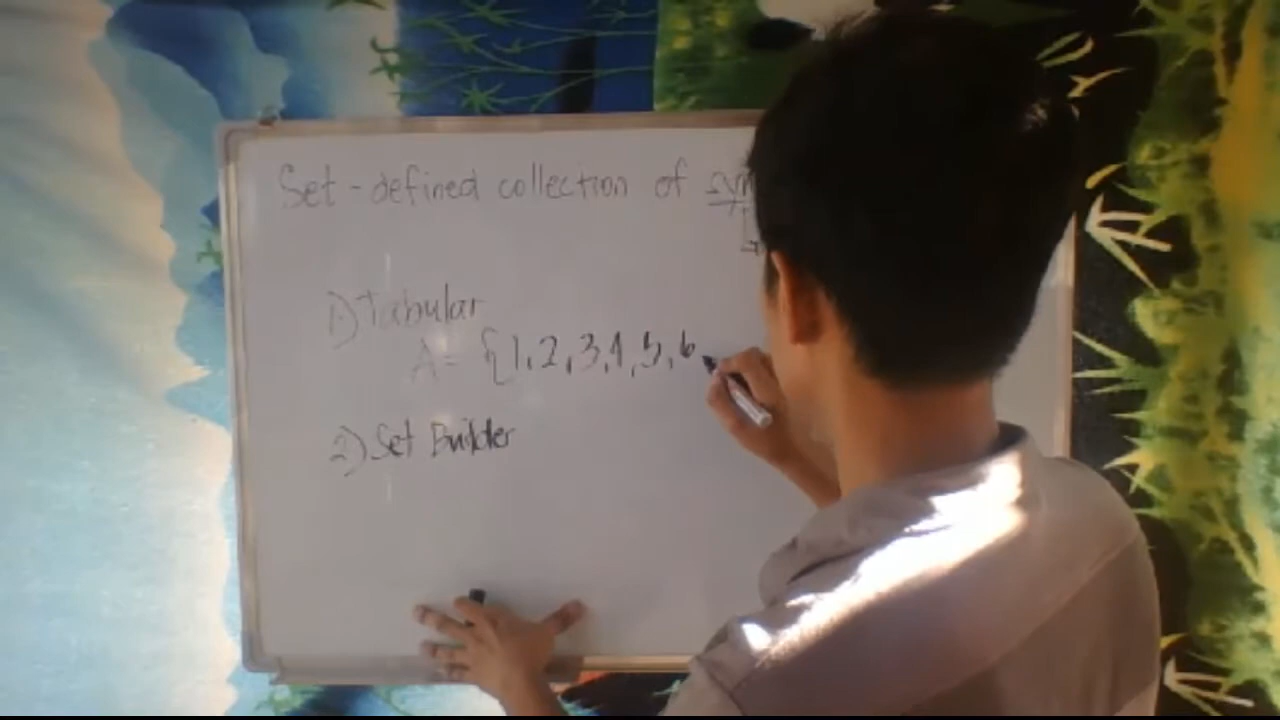 Set - defined collection of
1) Tabular
A = {1, 2, 3, 4, 5, 6
2) Set Builder